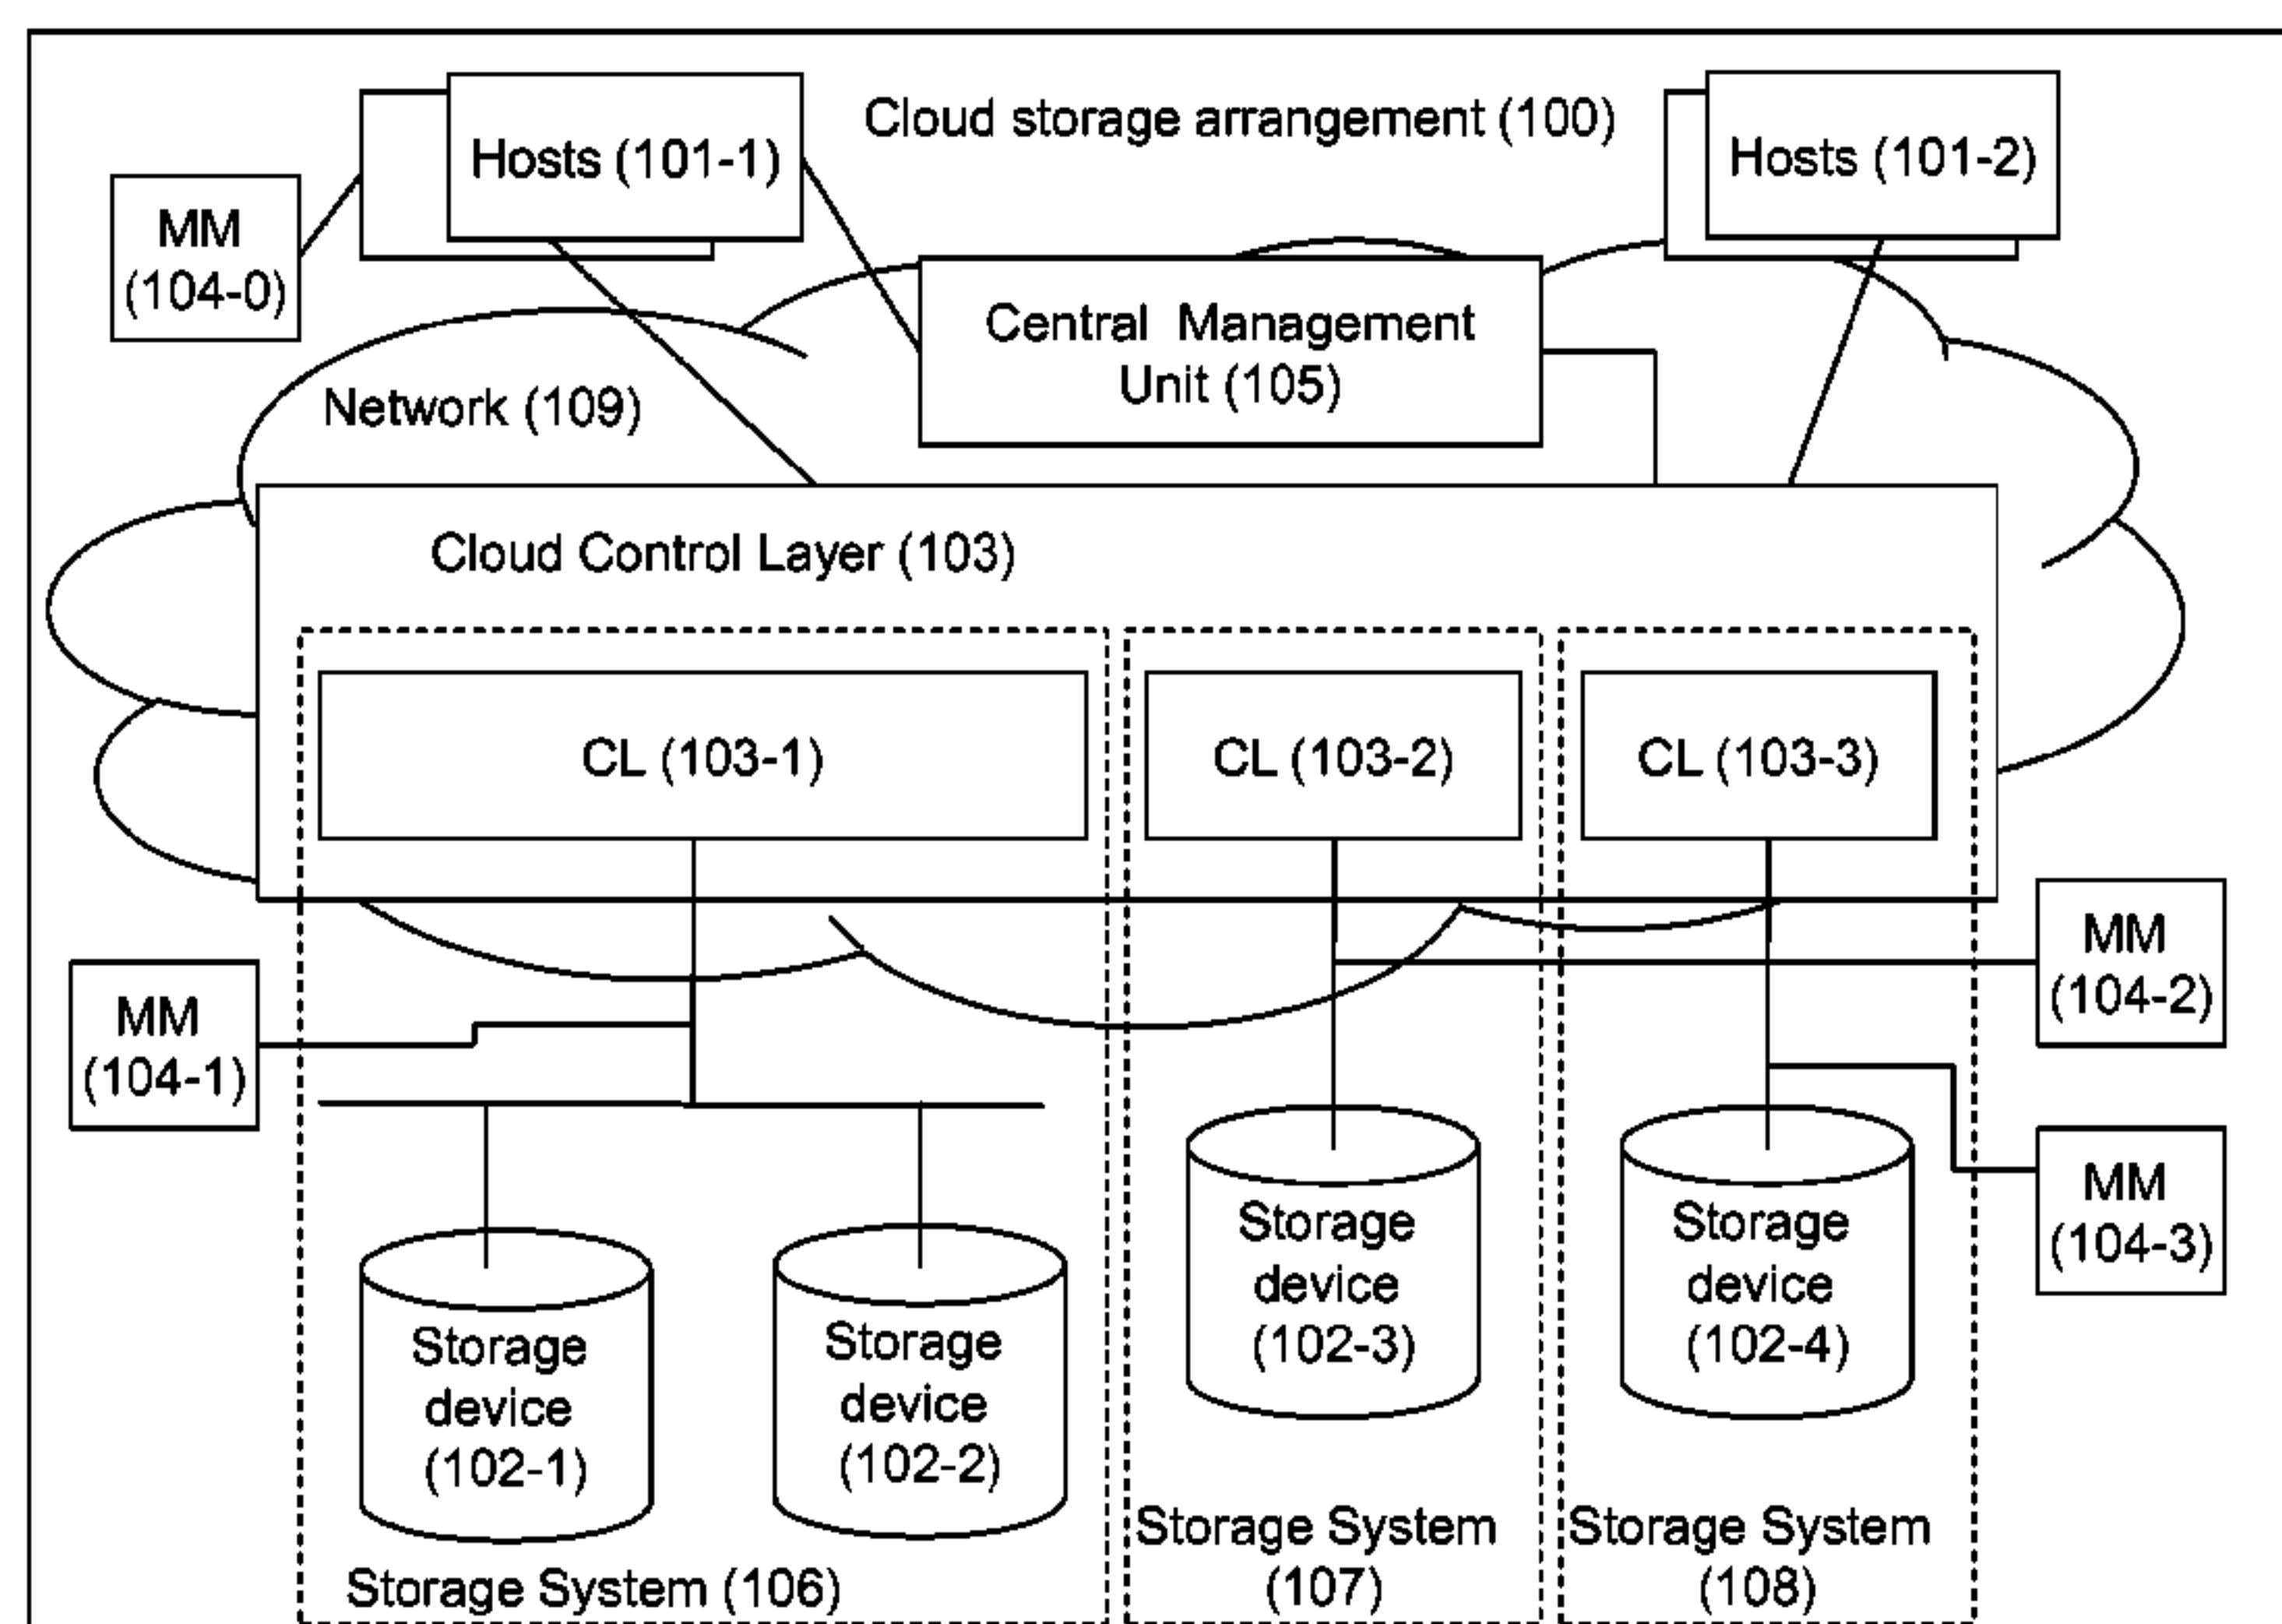 Cloud storage arrangement (100)
Hosts (101-1)
Hosts (101-2)
MM
(104-0)
Central Management
Unit (105)
Network (109)
Cloud Control Layer (103)
CL (103-1)
CL (103-2)
CL (103-3)
MM
(104-1)
MM
(104-2)
MM
(104-3)
Storage
device
(102-1)
Storage
device
(102-2)
Storage
device
(102-3)
Storage
device
(102-4)
Storage System (106)
Storage System
(107)
Storage System
(108)